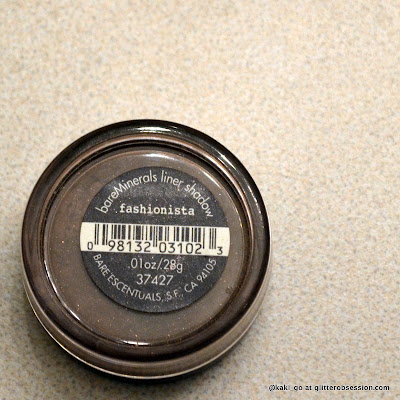 bareMinerals liner shadow
fashionista
0 98132 03102 3
.01oz/.28g
37427
BARE ESCENTUALS, S.F., CA 94105
@kaki_go at glitterobsession.com